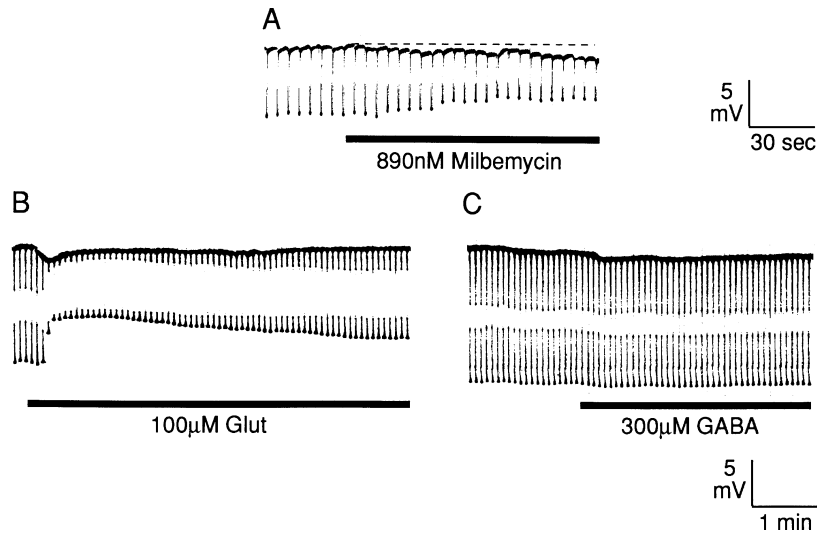 A
5
mV
30 sec
890nM Milbemycin
B
C
100μM Glut
300μM GABA
5
mV
1 min